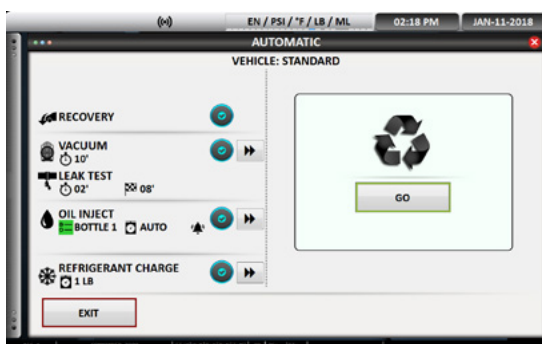 EN / PSI / °F / LB / ML 02:18 PM JAN-11-2018
AUTOMATIC
VEHICLE: STANDARD
RECOVERY
VACUUM
10'
LEAK TEST
02' 08'
OIL INJECT
BOTTLE 1 AUTO
REFRIGERANT CHARGE
1 LB
EXIT
GO